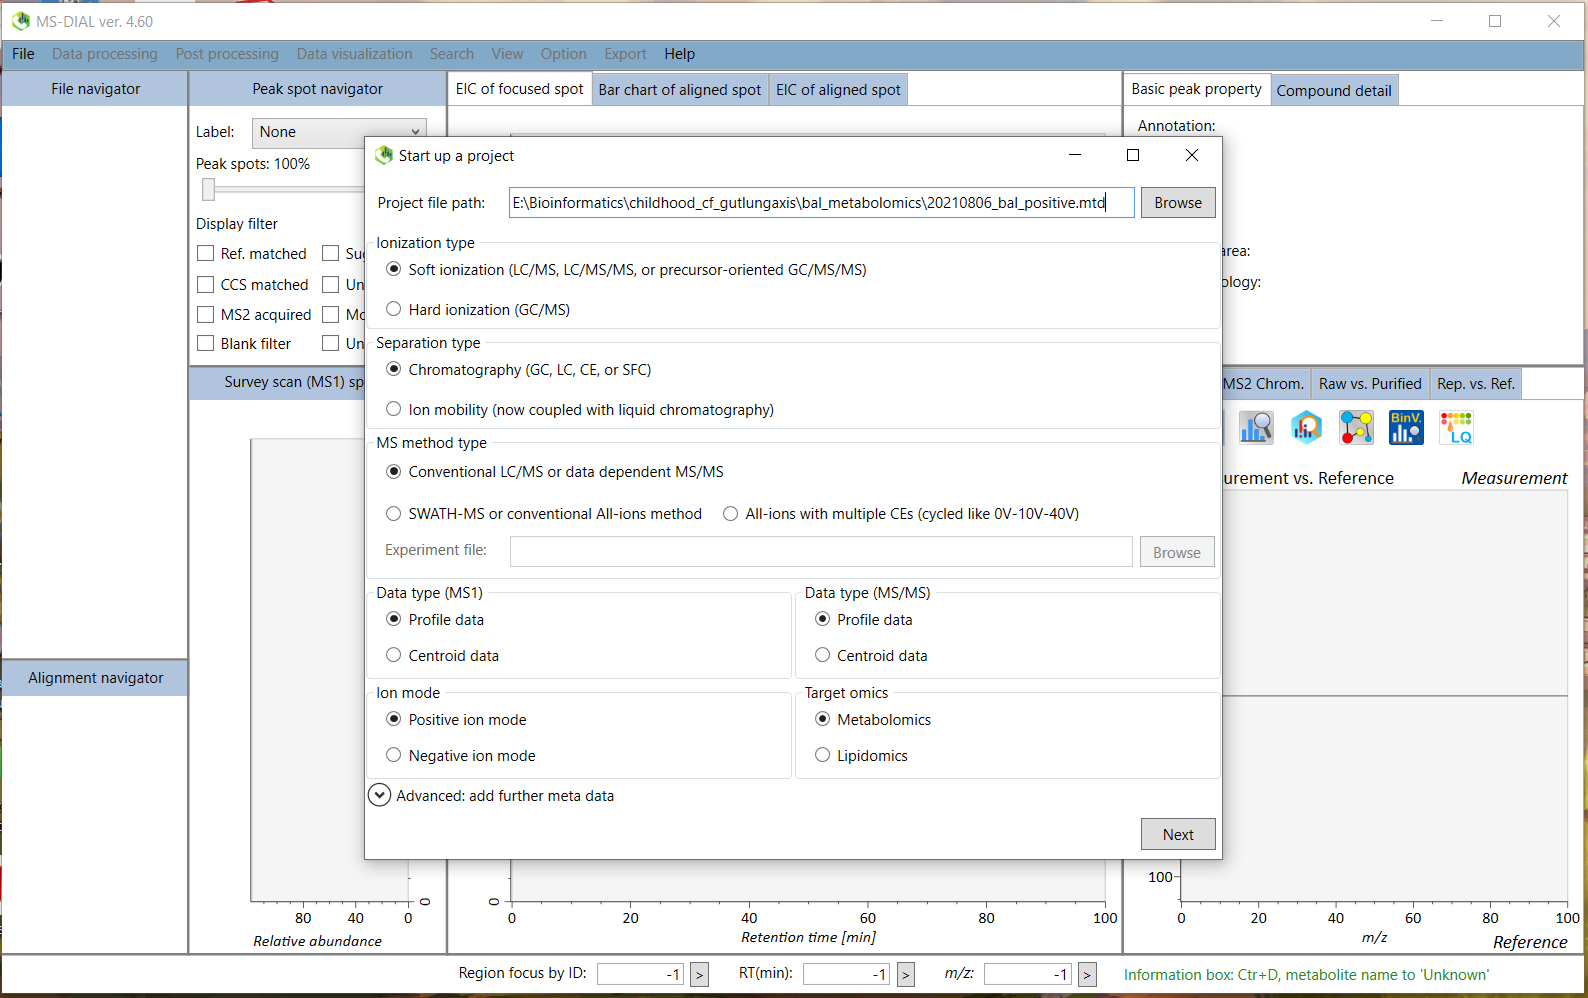 MS-DIAL ver. 4.60
File Data processing Post processing Data visualization Search View Option Export Help
File navigator
Peak spot navigator
EIC of focused spot Bar chart of aligned spot EIC of aligned spot
Basic peak property Compound detail
Label: None
Annotation:
Peak spots: 100%
Display filter
Ref. matched
CCS matched
MS2 acquired
Blank filter
Start up a project
Project file path: E:\Bioinformatics\childhood_cf_gutlungaxis\bal_metabolomics\20210806_bal_positive.mtd Browse
Ionization type
Soft ionization (LC/MS, LC/MS/MS, or precursor-oriented GC/MS/MS)
Hard ionization (GC/MS)
Separation type
Chromatography (GC, LC, CE, or SFC)
Ion mobility (now coupled with liquid chromatography)
MS method type
Conventional LC/MS or data dependent MS/MS
SWATH-MS or conventional All-ions method All-ions with multiple CEs (cycled like 0V-10V-40V)
Experiment file: Browse
Data type (MS1) Data type (MS/MS)
Profile data Profile data
Centroid data Centroid data
Ion mode Target omics
Positive ion mode Metabolomics
Negative ion mode Lipidomics
Advanced: add further meta data
Next
Survey scan (MS1)
MS2 Chrom. Raw vs. Purified Rep. vs. Ref.
BinV. LQ
vs. Reference Measurement
Alignment navigator
0
80 40 0
Relative abundance
0
0 20 40 60 80 100
Retention time [min]
100
0 20 40 60 80 100
m/z
Reference
Region focus by ID: -1 > RT(min): -1 > m/z: -1 >
Information box: Ctr+D, metabolite name to 'Unknown'